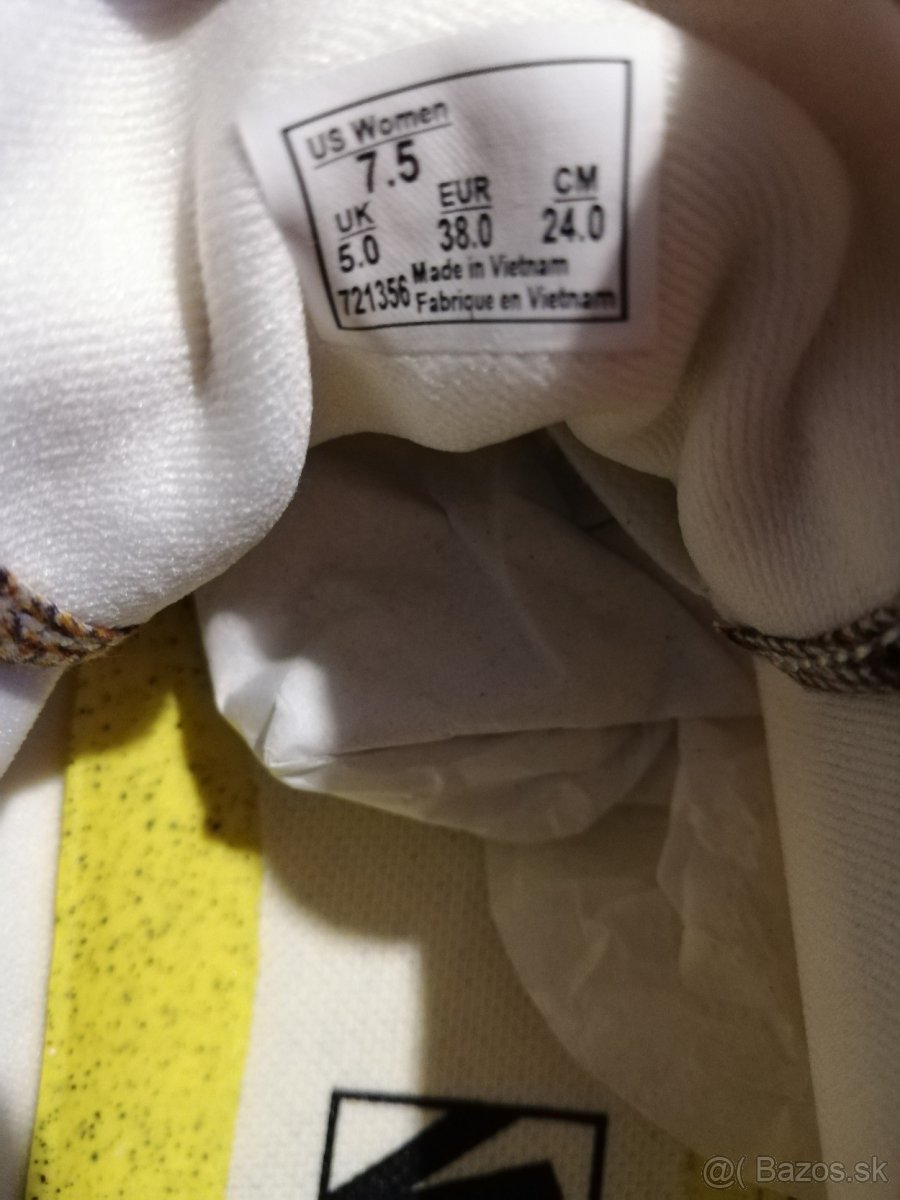 US Women
7.5
UK EUR CM
5.0 38.0 24.0
721356 Made in Vietnam
Fabrique en Vietnam
@( Bazos.sk